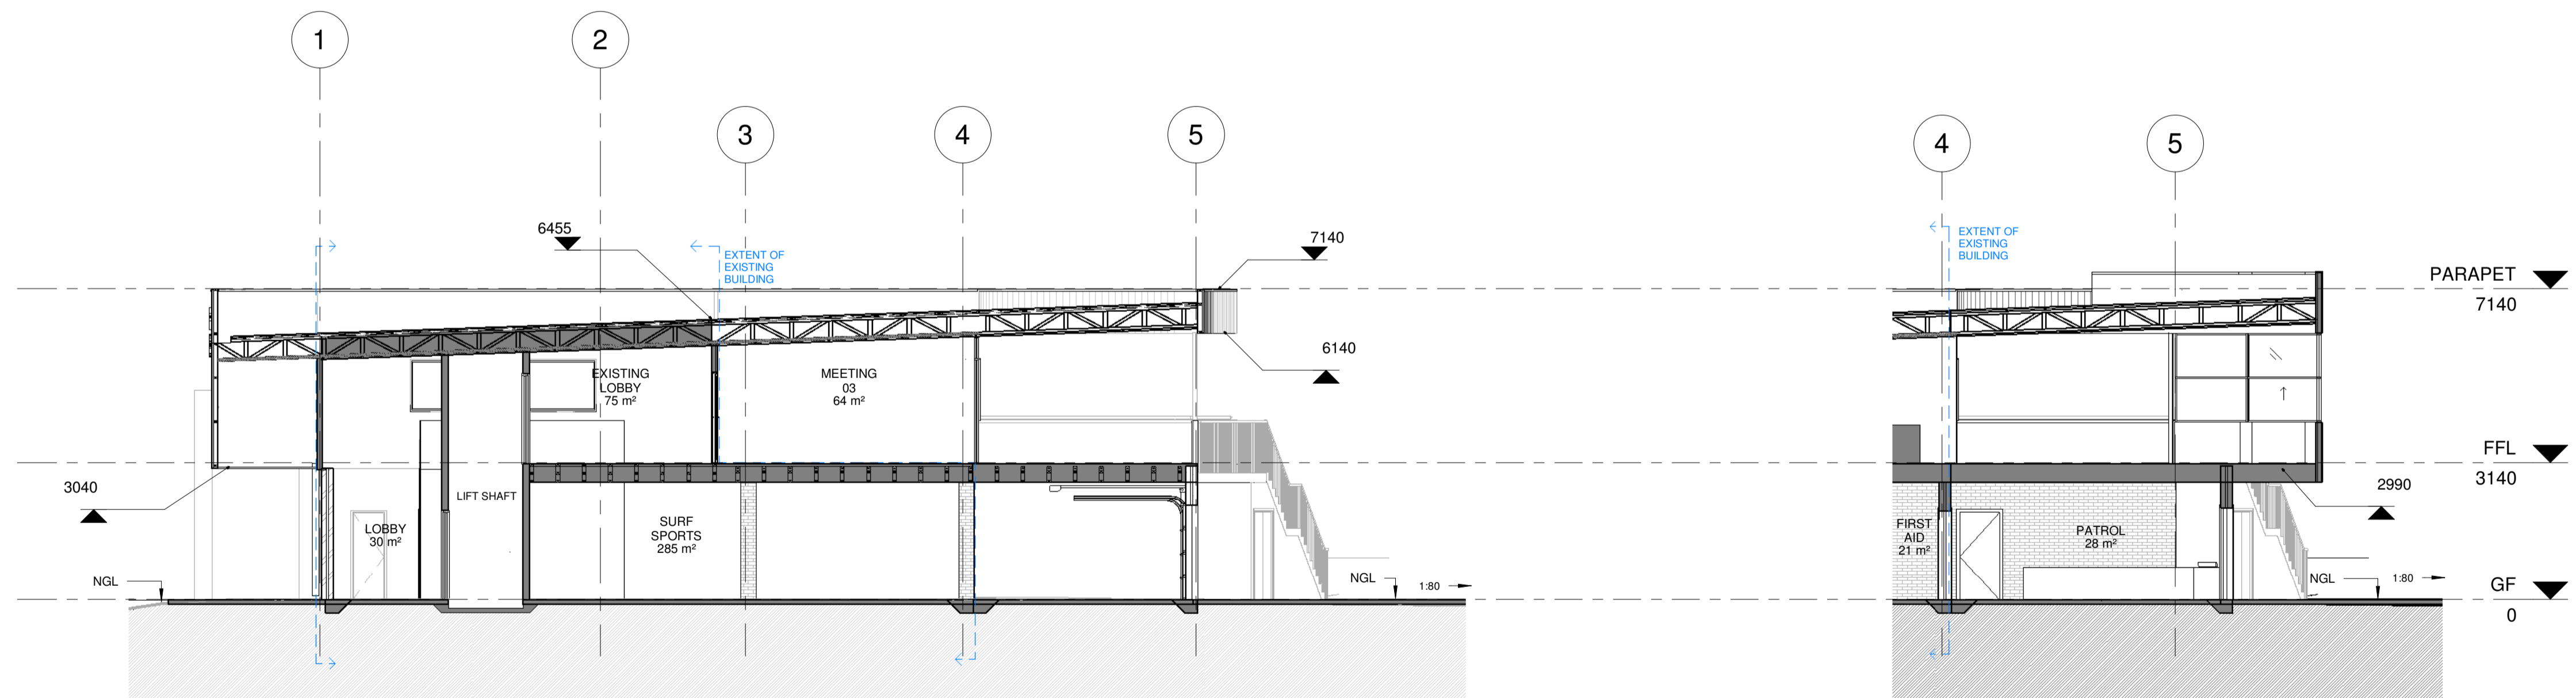 1
2
3
4
5
4
5
6455
EXTENT OF
EXISTING
BUILDING
7140
6140
EXTENT OF
EXISTING
BUILDING
PARAPET
7140
EXISTING
LOBBY
75 m²
MEETING
03
64 m²
FFL
3140
3040
LIFT SHAFT
LOBBY
30 m²
SURF
SPORTS
285 m²
FIRST
AID
21 m²
PATROL
28 m²
2990
NGL
NGL
1:80
NGL
1:80
GF
0